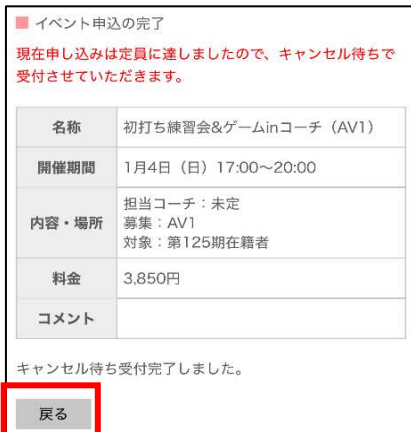 イベント申込の完了
現在申し込みは定員に達しましたので、キャンセル待ちで
受付させていただきます。
名称 初打ち練習会&ゲームinコーチ（AV1）
開催期間 1月4日（日）17:00～20:00
内容・場所 担当コーチ：未定
募集：AV1
対象：第125期在籍者
料金 3,850円
コメント
キャンセル待ち受付完了しました。
戻る